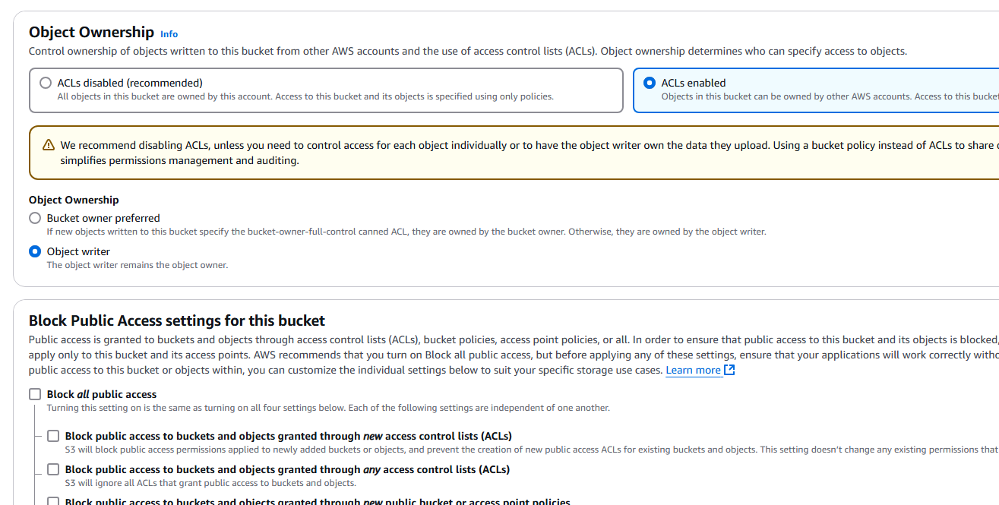 Object Ownership Info
Control ownership of objects written to this bucket from other AWS accounts and the use of access control lists (ACLs). Object ownership determines who can specify access to objects.
ACLs disabled (recommended)
All objects in this bucket are owned by this account. Access to this bucket and its objects is specified using only policies.
ACLs enabled
Objects in this bucket can be owned by other AWS accounts. Access to this bucket
We recommend disabling ACLs, unless you need to control access for each object individually or to have the object writer own the data they upload. Using a bucket policy instead of ACLs to share
simplifies permissions management and auditing.
Object Ownership
Bucket owner preferred
If new objects written to this bucket specify the bucket-owner-full-control canned ACL, they are owned by the bucket owner. Otherwise, they are owned by the object writer.
Object writer
The object writer remains the object owner.
Block Public Access settings for this bucket
Public access is granted to buckets and objects through access control lists (ACLs), bucket policies, access point policies, or all. In order to ensure that public access to this bucket and its objects is blocked,
apply only to this bucket and its access points. AWS recommends that you turn on Block all public access, but before applying any of these settings, ensure that your applications will work correctly
public access to this bucket or objects within, you can customize the individual settings below to suit your specific storage use cases. Learn more
Block all public access
Turning this setting on is the same as turning on all four settings below. Each of the following settings are independent of one another.
Block public access to buckets and objects granted through new access control lists (ACLs)
S3 will block public access permissions applied to newly added buckets or objects, and prevent the creation of new public access ACLs for existing buckets and objects. This setting doesn't change any existing permissions that
Block public access to buckets and objects granted through any access control lists (ACLs)
S3 will ignore all ACLs that grant public access to buckets and objects.
Block public access to buckets and objects granted through new public bucket or access point policies